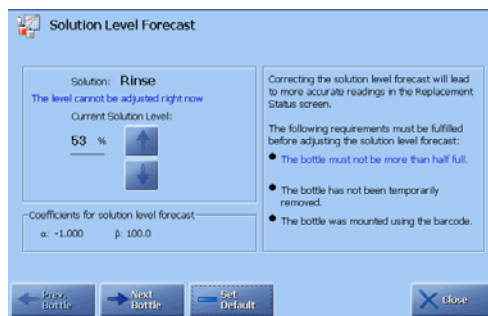 Solution Level Forecast
Solution: Rinse
The level cannot be adjusted right now
Current Solution Level:
53 %
Coefficients for solution level forecast
α: -1.000 β: 100.0
Correcting the solution level forecast will lead
to more accurate readings in the Replacement
Status screen.
The following requirements must be fulfilled
before adjusting the solution level forecast:
The bottle must not be more than half full.
The bottle has not been temporarily
removed.
The bottle was mounted using the barcode.
Prev.
Bottle
Next
Bottle
Set
Default
Close